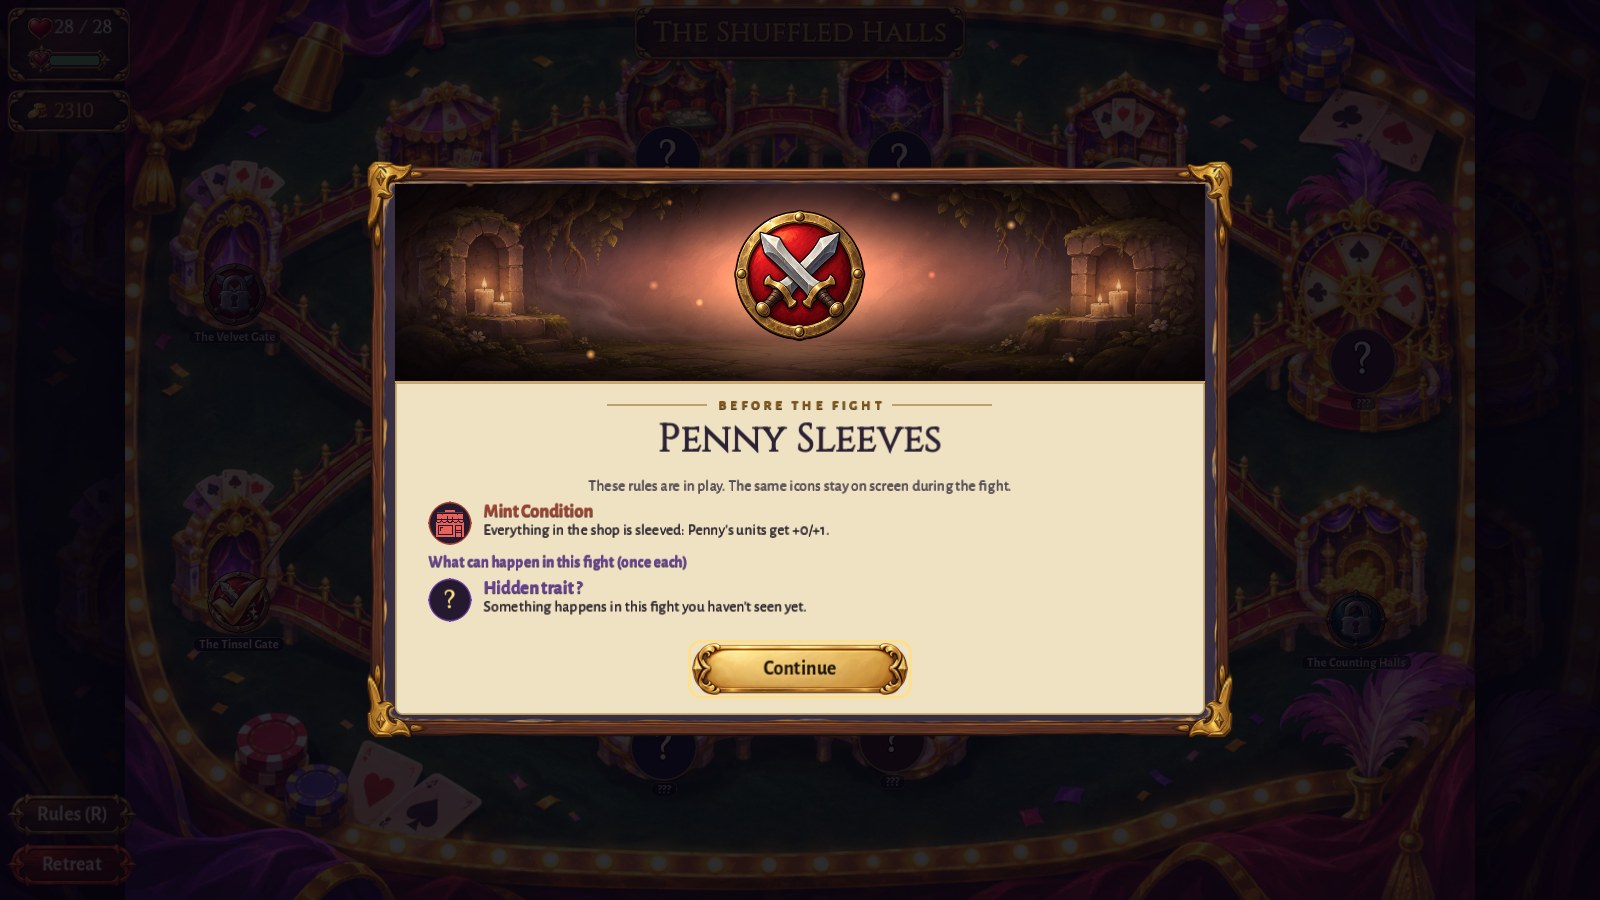 28 / 28
THE SHUFFLED HALLS
2310
?
?
The Velvet Gate
?
???
BEFORE THE FIGHT
PENNY SLEEVES
These rules are in play. The same icons stay on screen during the fight.
Mint Condition
Everything in the shop is sleeved: Penny's units get +0/+1.
What can happen in this fight (once each)
?
Hidden trait ?
Something happens in this fight you haven't seen yet.
Continue
The Tinsel Gate
The Counting Halls
?
?
???
???
Rules (R)
Retreat